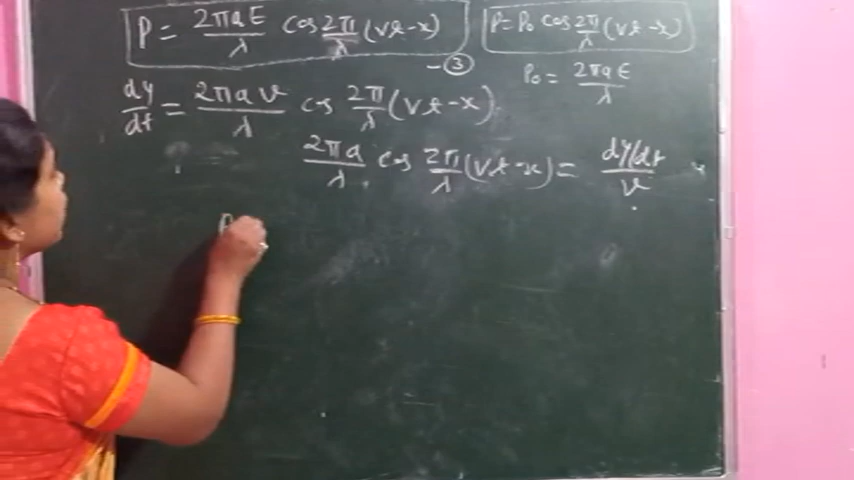 P = 2πaE/λ cos 2π/λ (vt-x)
P = P₀ cos 2π/λ (vt-x)
- ③
P₀ = 2πaE/λ
dy/dt = 2πav/λ cos 2π/λ (vt-x)
2πa/λ cos 2π/λ (vt-x) = dy/dt/v